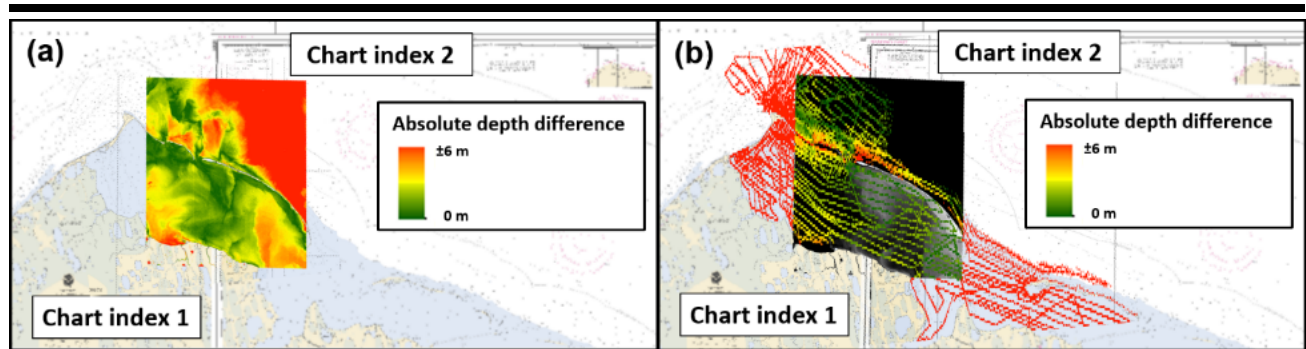 (a)
Chart index 2
Absolute depth difference
±6 m
0 m
Chart index 1
(b)
Chart index 2
Absolute depth difference
±6 m
0 m
Chart index 1